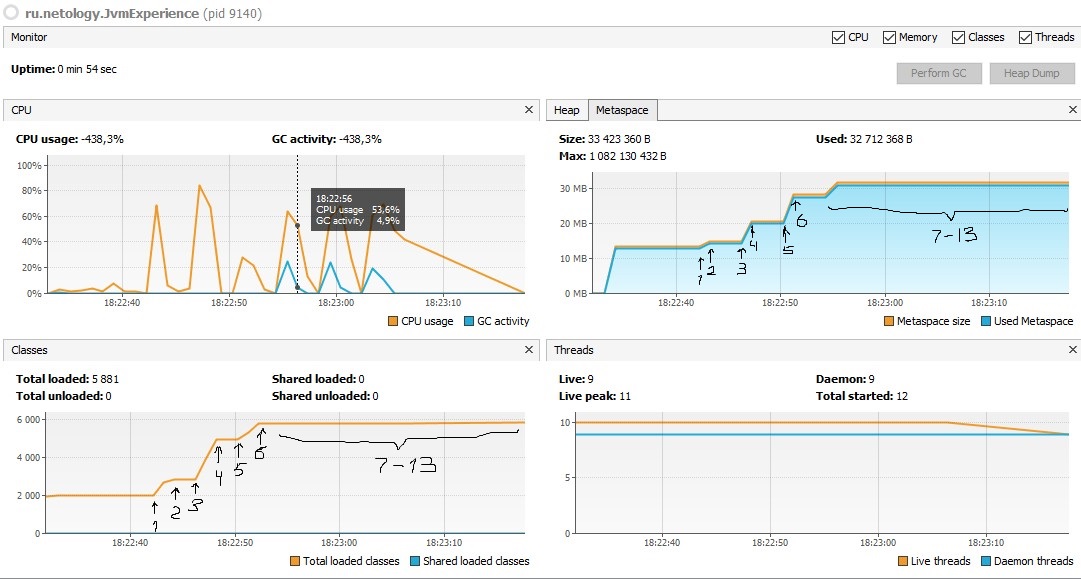 ru.netology.JvmExperience (pid 9140)
Monitor
CPU Memory Classes Threads
Uptime: 0 min 54 sec
Perform GC Heap Dump
CPU
CPU usage: -438,3% GC activity: -438,3%
100%
80%
60%
40%
20%
0%
18:22:56
CPU usage 53,6%
GC activity 4,9%
18:22:40 18:22:50 18:23:00 18:23:10
CPU usage GC activity
Heap Metaspace
Size: 33 423 360 B Used: 32 712 368 B
Max: 1 082 130 432 B
30 MB
20 MB
10 MB
0 MB
1 2 3 4 5 6 7-13
18:22:40 18:22:50 18:23:00 18:23:10
Metaspace size Used Metaspace
Classes
Total loaded: 5 881 Shared loaded: 0
Total unloaded: 0 Shared unloaded: 0
6 000
4 000
2 000
0
1 2 3 4 5 6 7-13
18:22:40 18:22:50 18:23:00 18:23:10
Total loaded classes Shared loaded classes
Threads
Live: 9 Daemon: 9
Live peak: 11 Total started: 12
10
5
0
18:22:40 18:22:50 18:23:00 18:23:10
Live threads Daemon threads